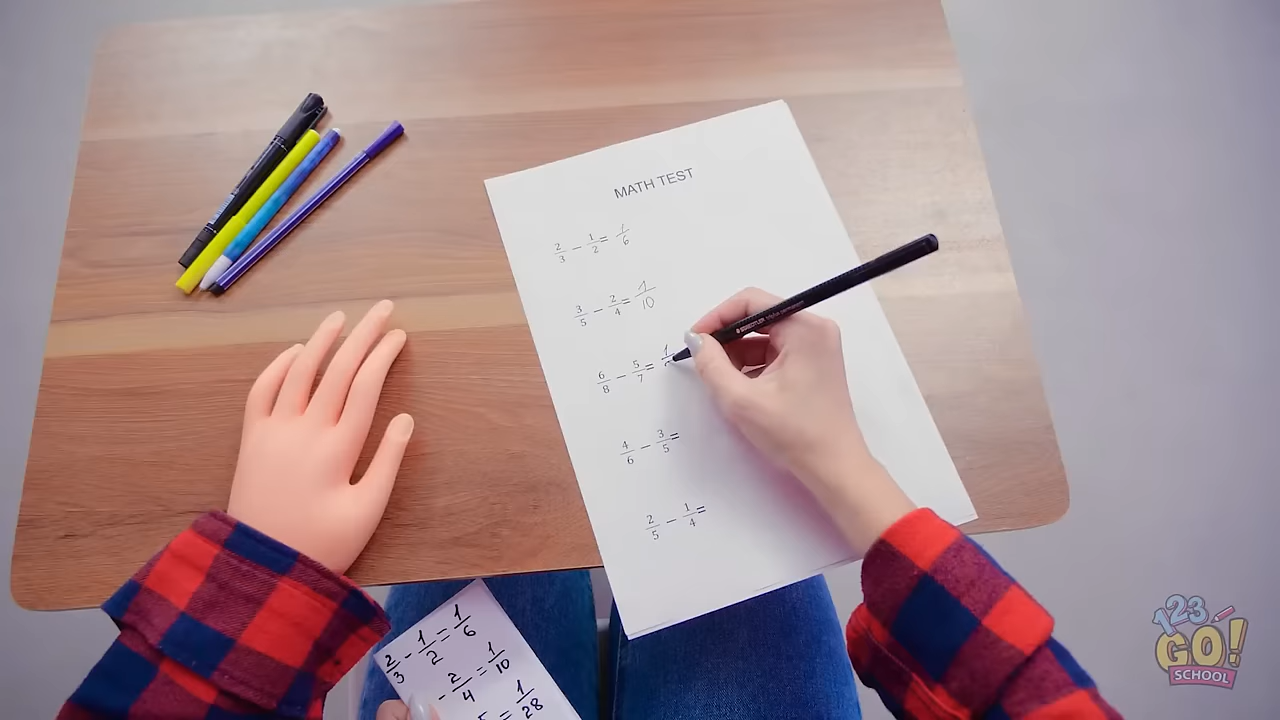 MATH TEST
2/3 - 1/2 = 1/6
3/5 - 2/4 = 1/10
6/8 - 5/7 = 1/
4/6 - 3/5 =
2/5 - 1/4 =
STAEDTLER
2/3 - 1/2 = 1/6
- 2/4 = 1/10
5 = 1/28
123
GO!
SCHOOL